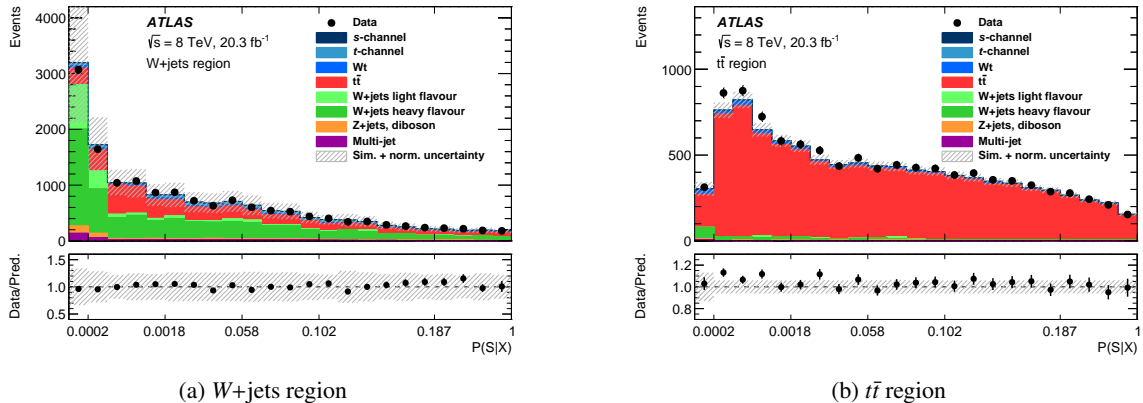 Events
4000
3000
2000
1000
0
ATLAS
√s = 8 TeV, 20.3 fb⁻¹
W+jets region
Data
s-channel
t-channel
Wt
tt̄
W+jets light flavour
W+jets heavy flavour
Z+jets, diboson
Multi-jet
Sim. + norm. uncertainty
Data/Pred.
1.5
1.0
0.5
0.0002 0.0018 0.058 0.102 0.187 1
P(S|X)
(a) W+jets region
Events
1000
500
0
ATLAS
√s = 8 TeV, 20.3 fb⁻¹
tt̄ region
Data
s-channel
t-channel
Wt
tt̄
W+jets light flavour
W+jets heavy flavour
Z+jets, diboson
Multi-jet
Sim. + norm. uncertainty
Data/Pred.
1.2
1.0
0.8
0.0002 0.0018 0.058 0.102 0.187 1
P(S|X)
(b) tt̄ region